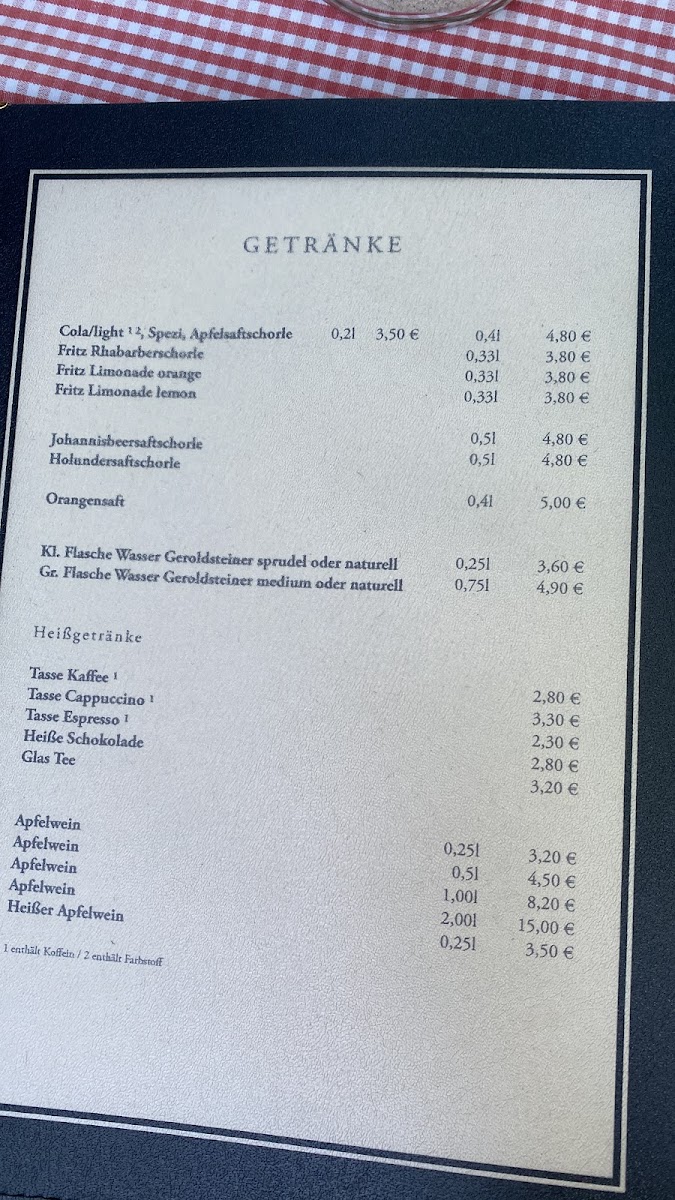 GETRÄNKE
Cola/light ¹ ², Spezi, Apfelsaftschorle 0,2l 3,50 € 0,4l 4,80 €
Fritz Rhabarberschorle 0,33l 3,80 €
Fritz Limonade orange 0,33l 3,80 €
Fritz Limonade lemon 0,33l 3,80 €
Johannisbeersaftschorle 0,5l 4,80 €
Holundersaftschorle 0,5l 4,80 €
Orangensaft 0,4l 5,00 €
Kl. Flasche Wasser Geroldsteiner sprudel oder naturell 0,25l 3,60 €
Gr. Flasche Wasser Geroldsteiner medium oder naturell 0,75l 4,90 €
Heißgetränke
Tasse Kaffee ¹ 2,80 €
Tasse Cappuccino ¹ 3,30 €
Tasse Espresso ¹ 2,30 €
Heiße Schokolade 2,80 €
Glas Tee 3,20 €
Apfelwein 0,25l 3,20 €
Apfelwein 0,5l 4,50 €
Apfelwein 1,00l 8,20 €
Apfelwein 2,00l 15,00 €
Heißer Apfelwein 0,25l 3,50 €
1 enthält Koffein / 2 enthält Farbstoff